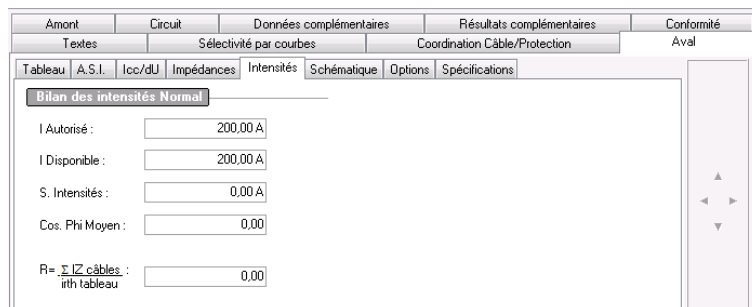 Amont Circuit Données complémentaires Résultats complémentaires Conformité
Textes Sélectivité par courbes Coordination Câble/Protection Aval
Tableau A.S.I. Icc/dU Impédances Intensités Schématique Options Spécifications
Bilan des intensités Normal
I Autorisé : 200,00 A
I Disponible : 200,00 A
S. Intensités : 0,00 A
Cos. Phi Moyen : 0,00
R= Σ IZ câbles : 0,00
irth tableau